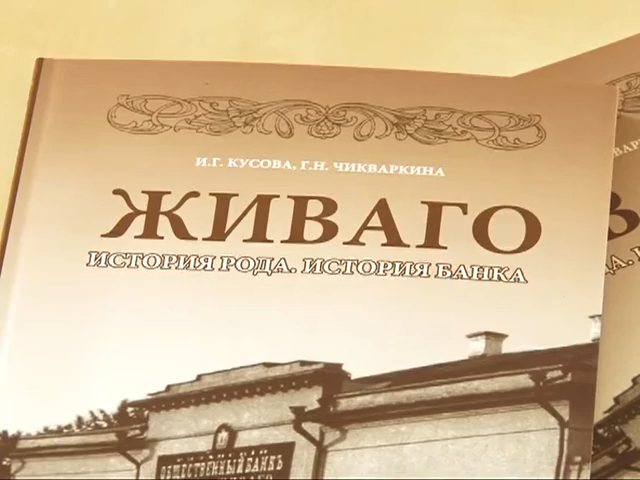 И.Г. КУСОВА, Г.Н. ЧИКВАРКИНА
ЖИВАГО
ИСТОРИЯ РОДА. ИСТОРИЯ БАНКА
ОБЩЕСТВЕННЫЙ БАНКЪ